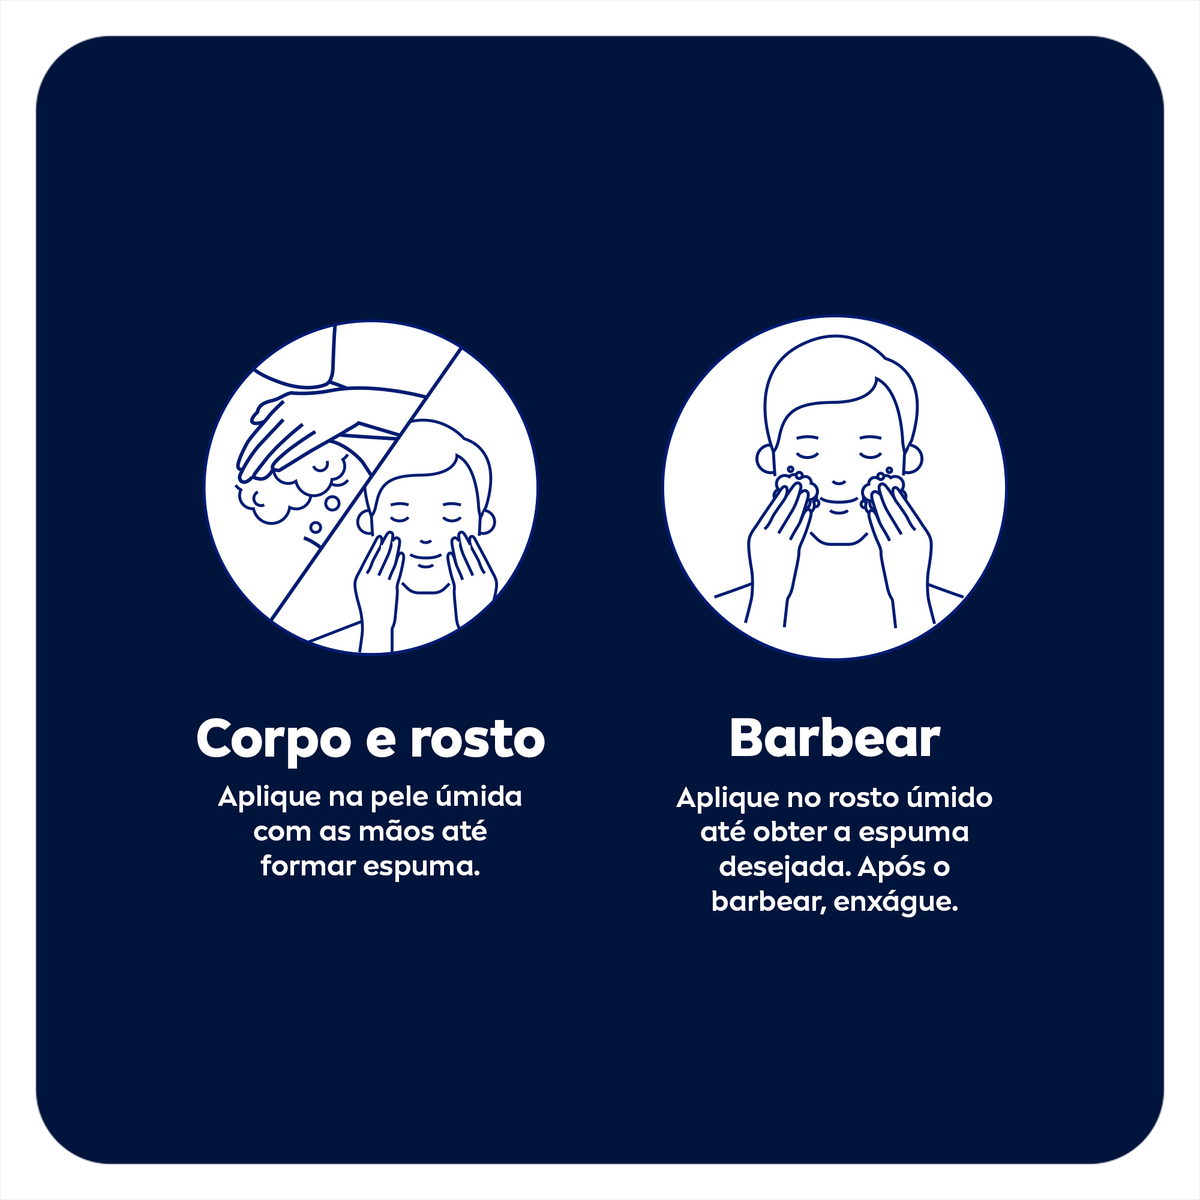 Corpo e rosto
Aplique na pele úmida
com as mãos até
formar espuma.
Barbear
Aplique no rosto úmido
até obter a espuma
desejada. Após o
barbear, enxágue.